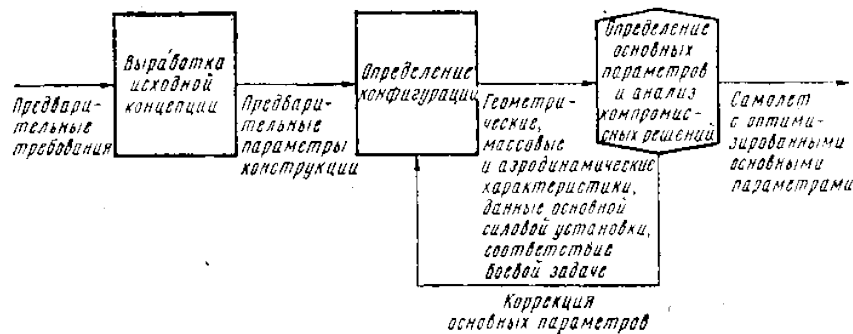 Выработка
исходной
концепции
Определение
конфигурации
Определение
основных
параметров
и анализ
компромис-
сных решений
Предвари-
тельные
требования
Предвари-
тельные
параметры
конструкции
Геометри-
ческие,
массовые
и аэродинамические
характеристики,
данные основной
силовой установки,
соответствие
боевой задаче
Самолет
с оптими-
зированными
основными
параметрами
Коррекция
основных параметров